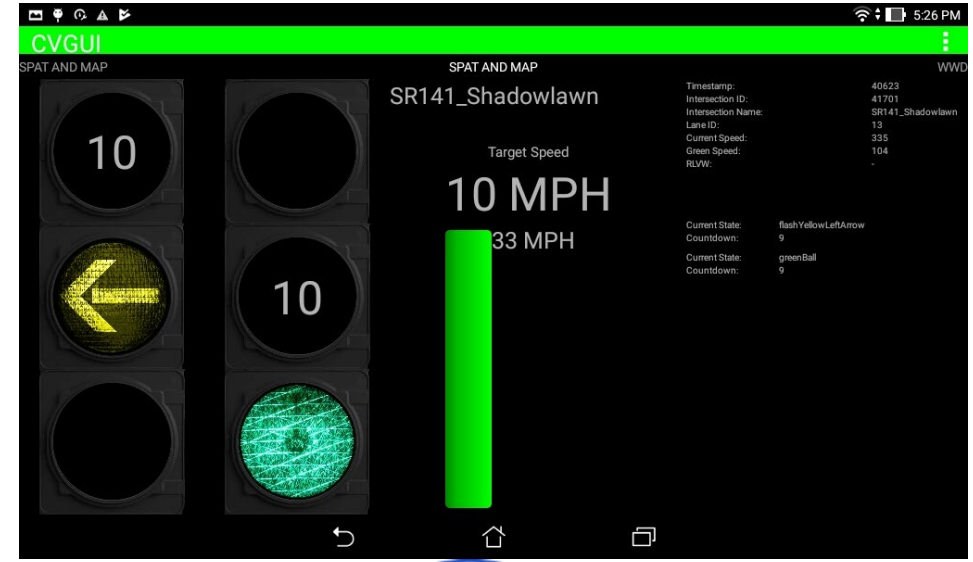 5:26 PM
CVGUI
SPAT AND MAP
SPAT AND MAP
WWD
10
10
SR141_Shadowlawn
Target Speed
10 MPH
33 MPH
Timestamp: 40623
Intersection ID: 41701
Intersection Name: SR141_Shadowlawn
Lane ID: 13
Current Speed: 335
Green Speed: 104
RLVW: -
Current State: flashYellowLeftArrow
Countdown: 9
Current State: greenBall
Countdown: 9